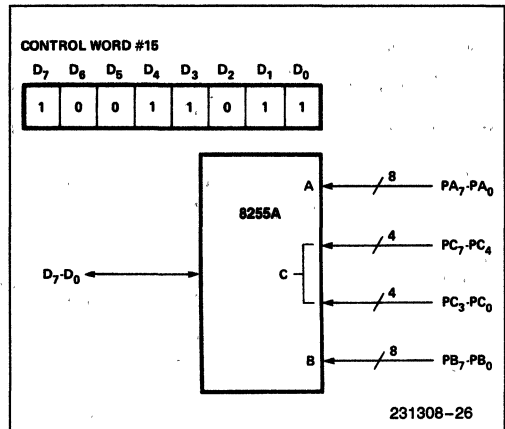 CONTROL WORD #15
D7 D6 D5 D4 D3 D2 D1 D0
1 0 0 1 1 0 1 1
A 8 PA7-PA0
8255A
4 PC7-PC4
D7-D0 C
4 PC3-PC0
B 8 PB7-PB0
231308-26